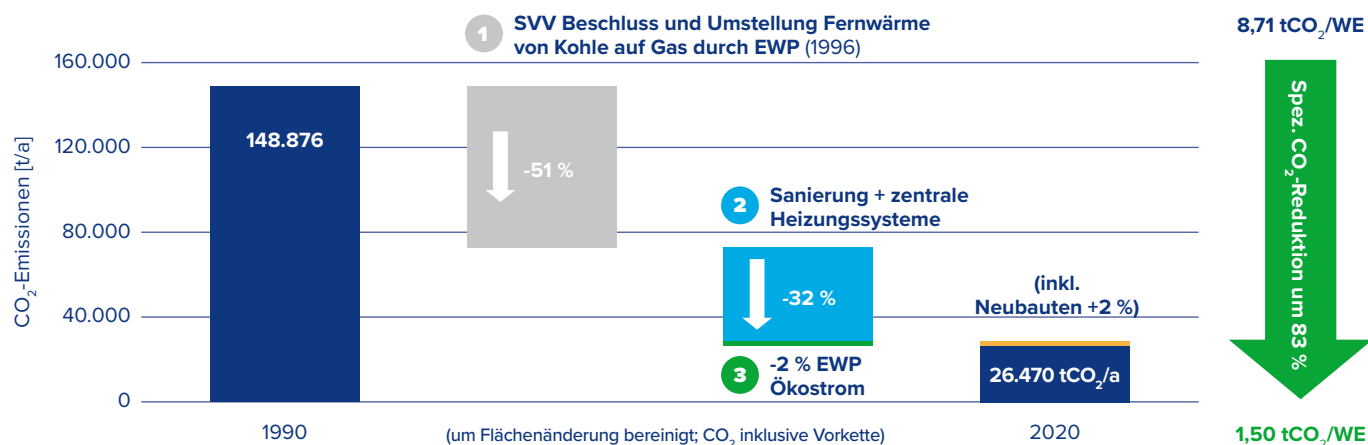 1 SVV Beschluss und Umstellung Fernwärme
von Kohle auf Gas durch EWP (1996)
8,71 tCO₂/WE
CO₂-Emissionen [t/a]
160.000
120.000
80.000
40.000
0
148.876
-51 %
2 Sanierung + zentrale
Heizungssysteme
-32 %
3 -2 % EWP
Ökostrom
(inkl.
Neubauten +2 %)
26.470 tCO₂/a
Spez. CO₂-Reduktion um 83 %
1990
(um Flächenänderung bereinigt; CO₂ inklusive Vorkette)
2020
1,50 tCO₂/WE